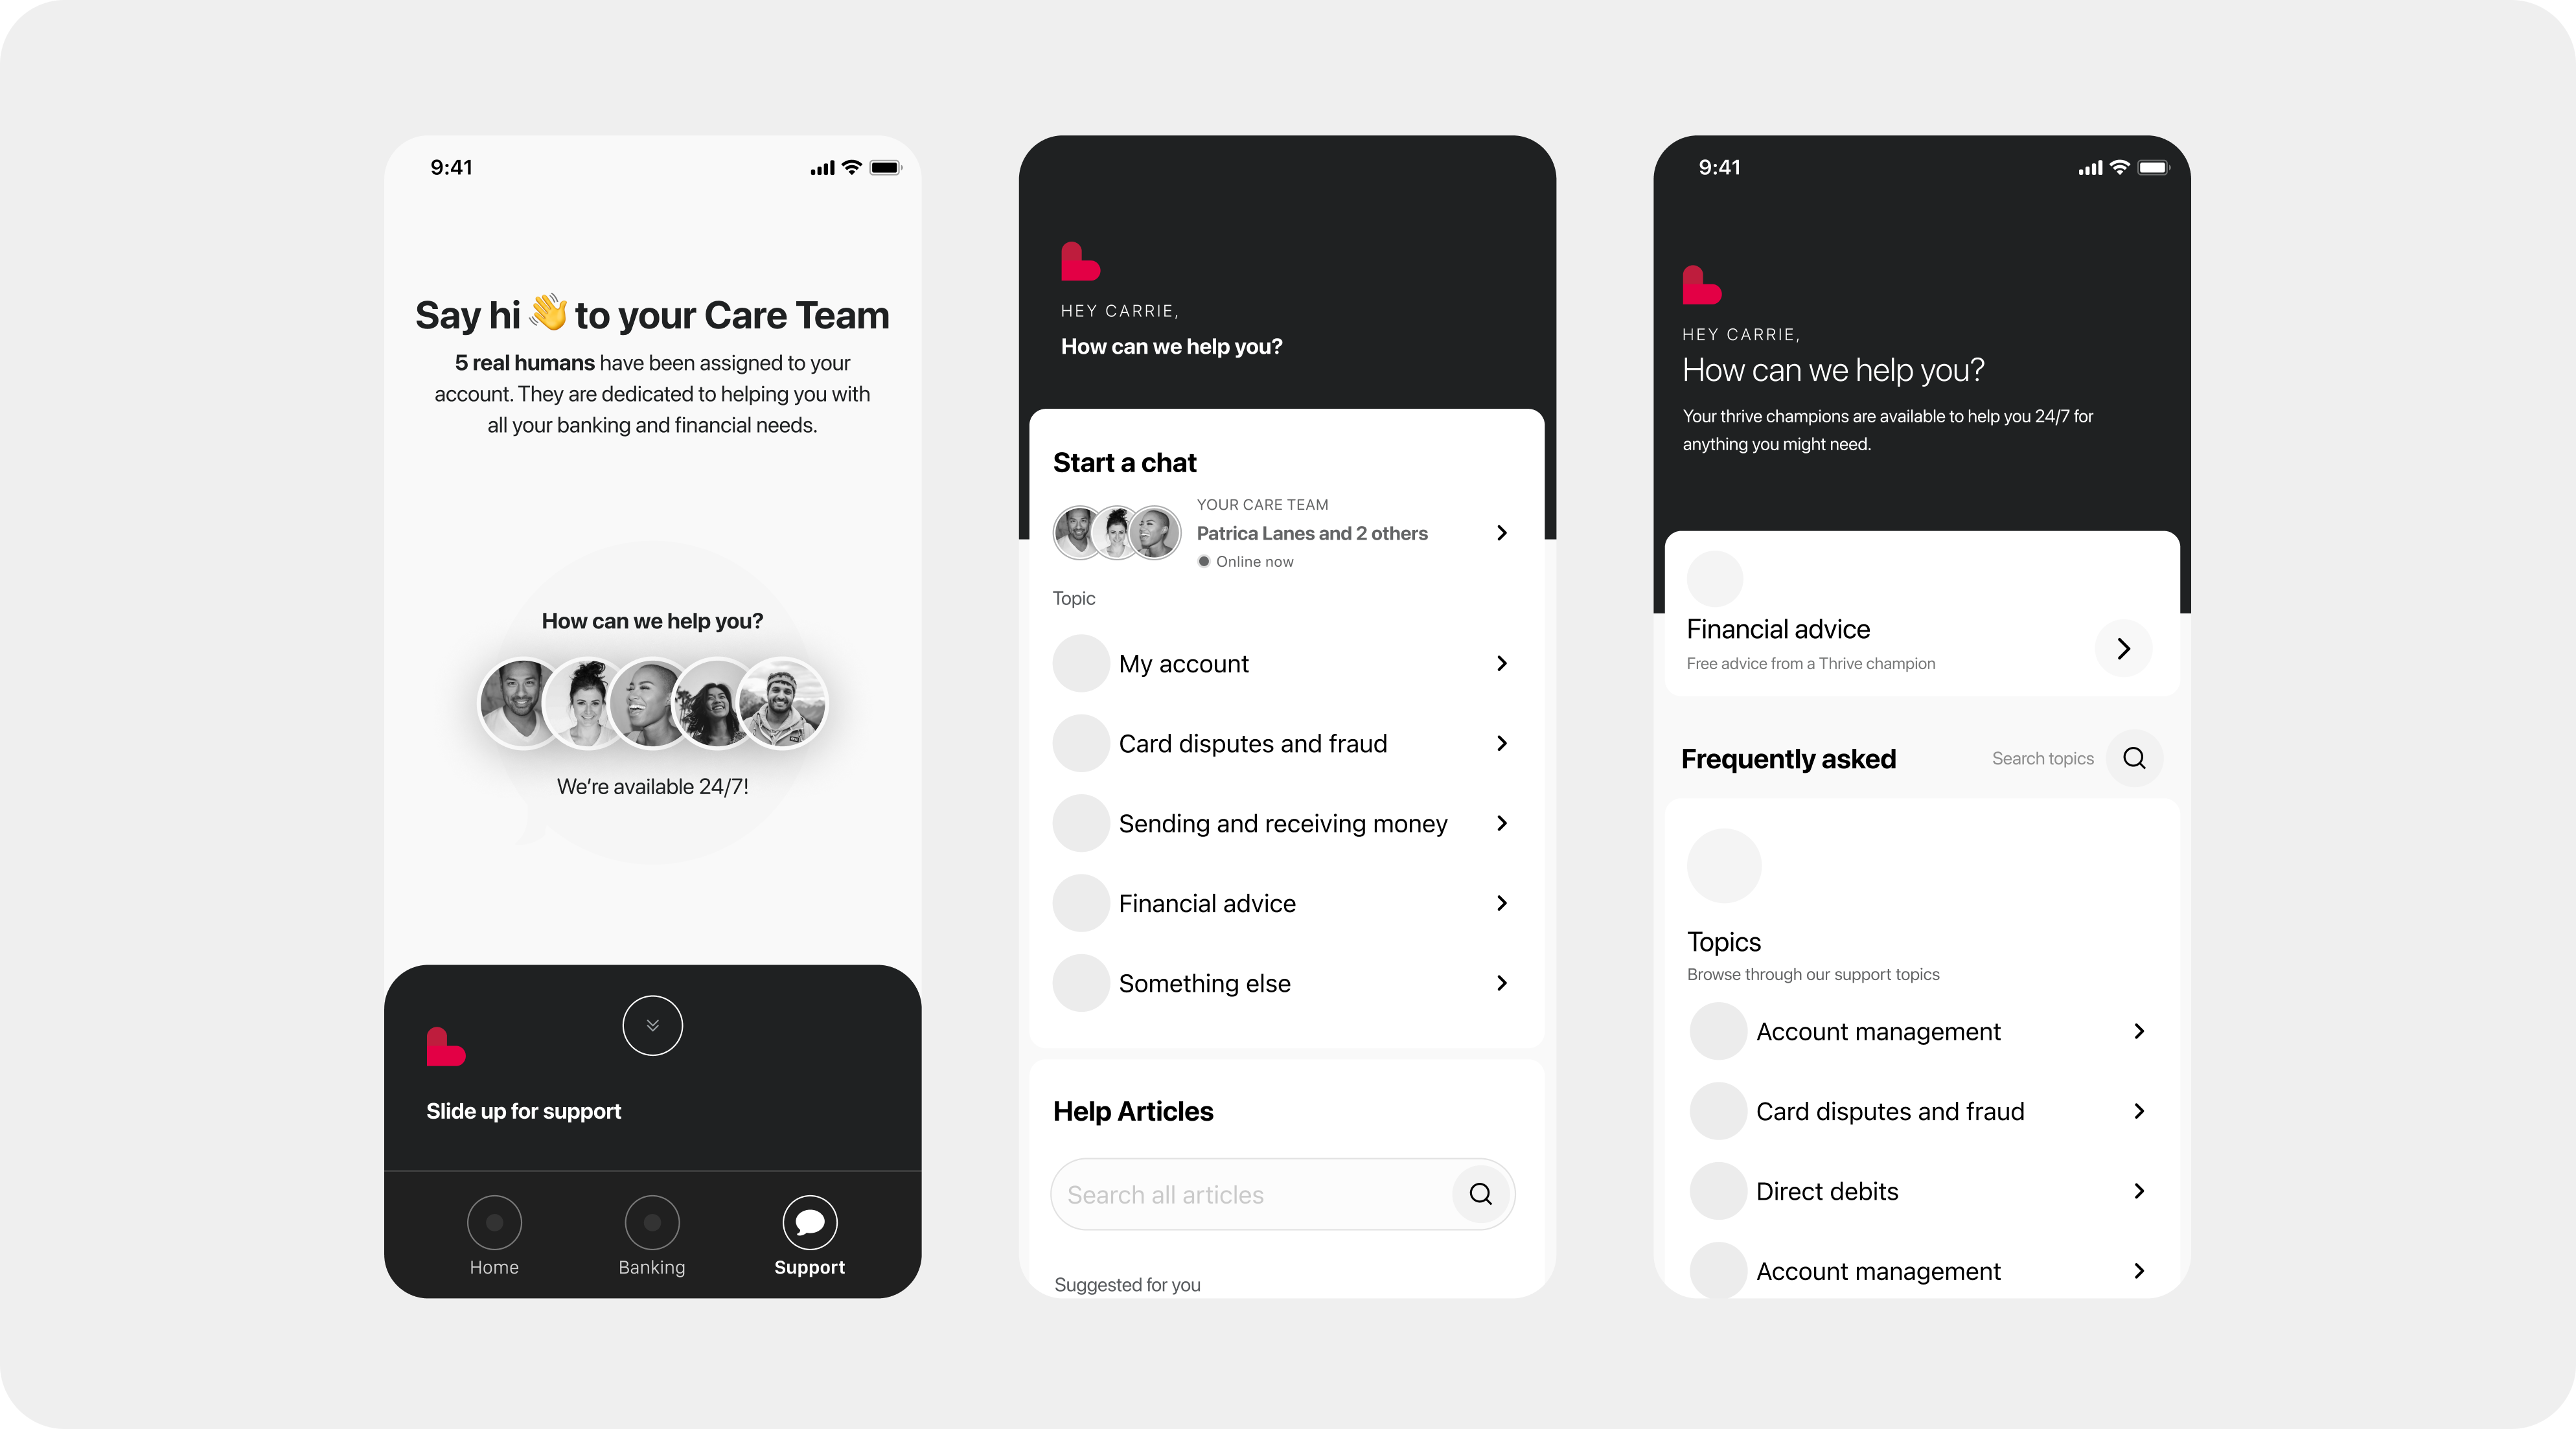 9:41
Say hi 👋 to your Care Team
5 real humans have been assigned to your
account. They are dedicated to helping you with
all your banking and financial needs.
How can we help you?
We’re available 24/7!
Slide up for support
Home
Banking
Support
HEY CARRIE,
How can we help you?
Start a chat
YOUR CARE TEAM
Patrica Lanes and 2 others
Online now
Topic
My account
Card disputes and fraud
Sending and receiving money
Financial advice
Something else
Help Articles
Search all articles
Suggested for you
9:41
HEY CARRIE,
How can we help you?
Your thrive champions are available to help you 24/7 for
anything you might need.
Financial advice
Free advice from a Thrive champion
Frequently asked
Search topics
Topics
Browse through our support topics
Account management
Card disputes and fraud
Direct debits
Account management